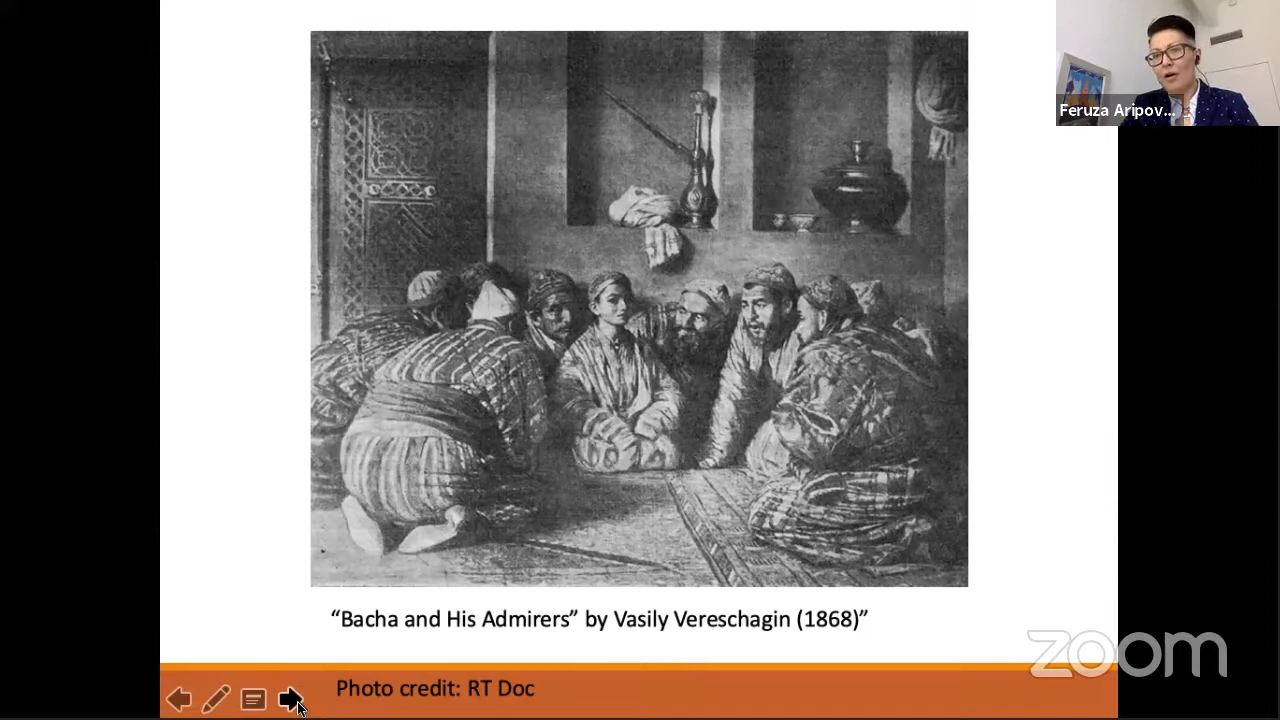 Feruza Aripov...
“Bacha and His Admirers” by Vasily Vereschagin (1868)”
zoom
Photo credit: RT Doc